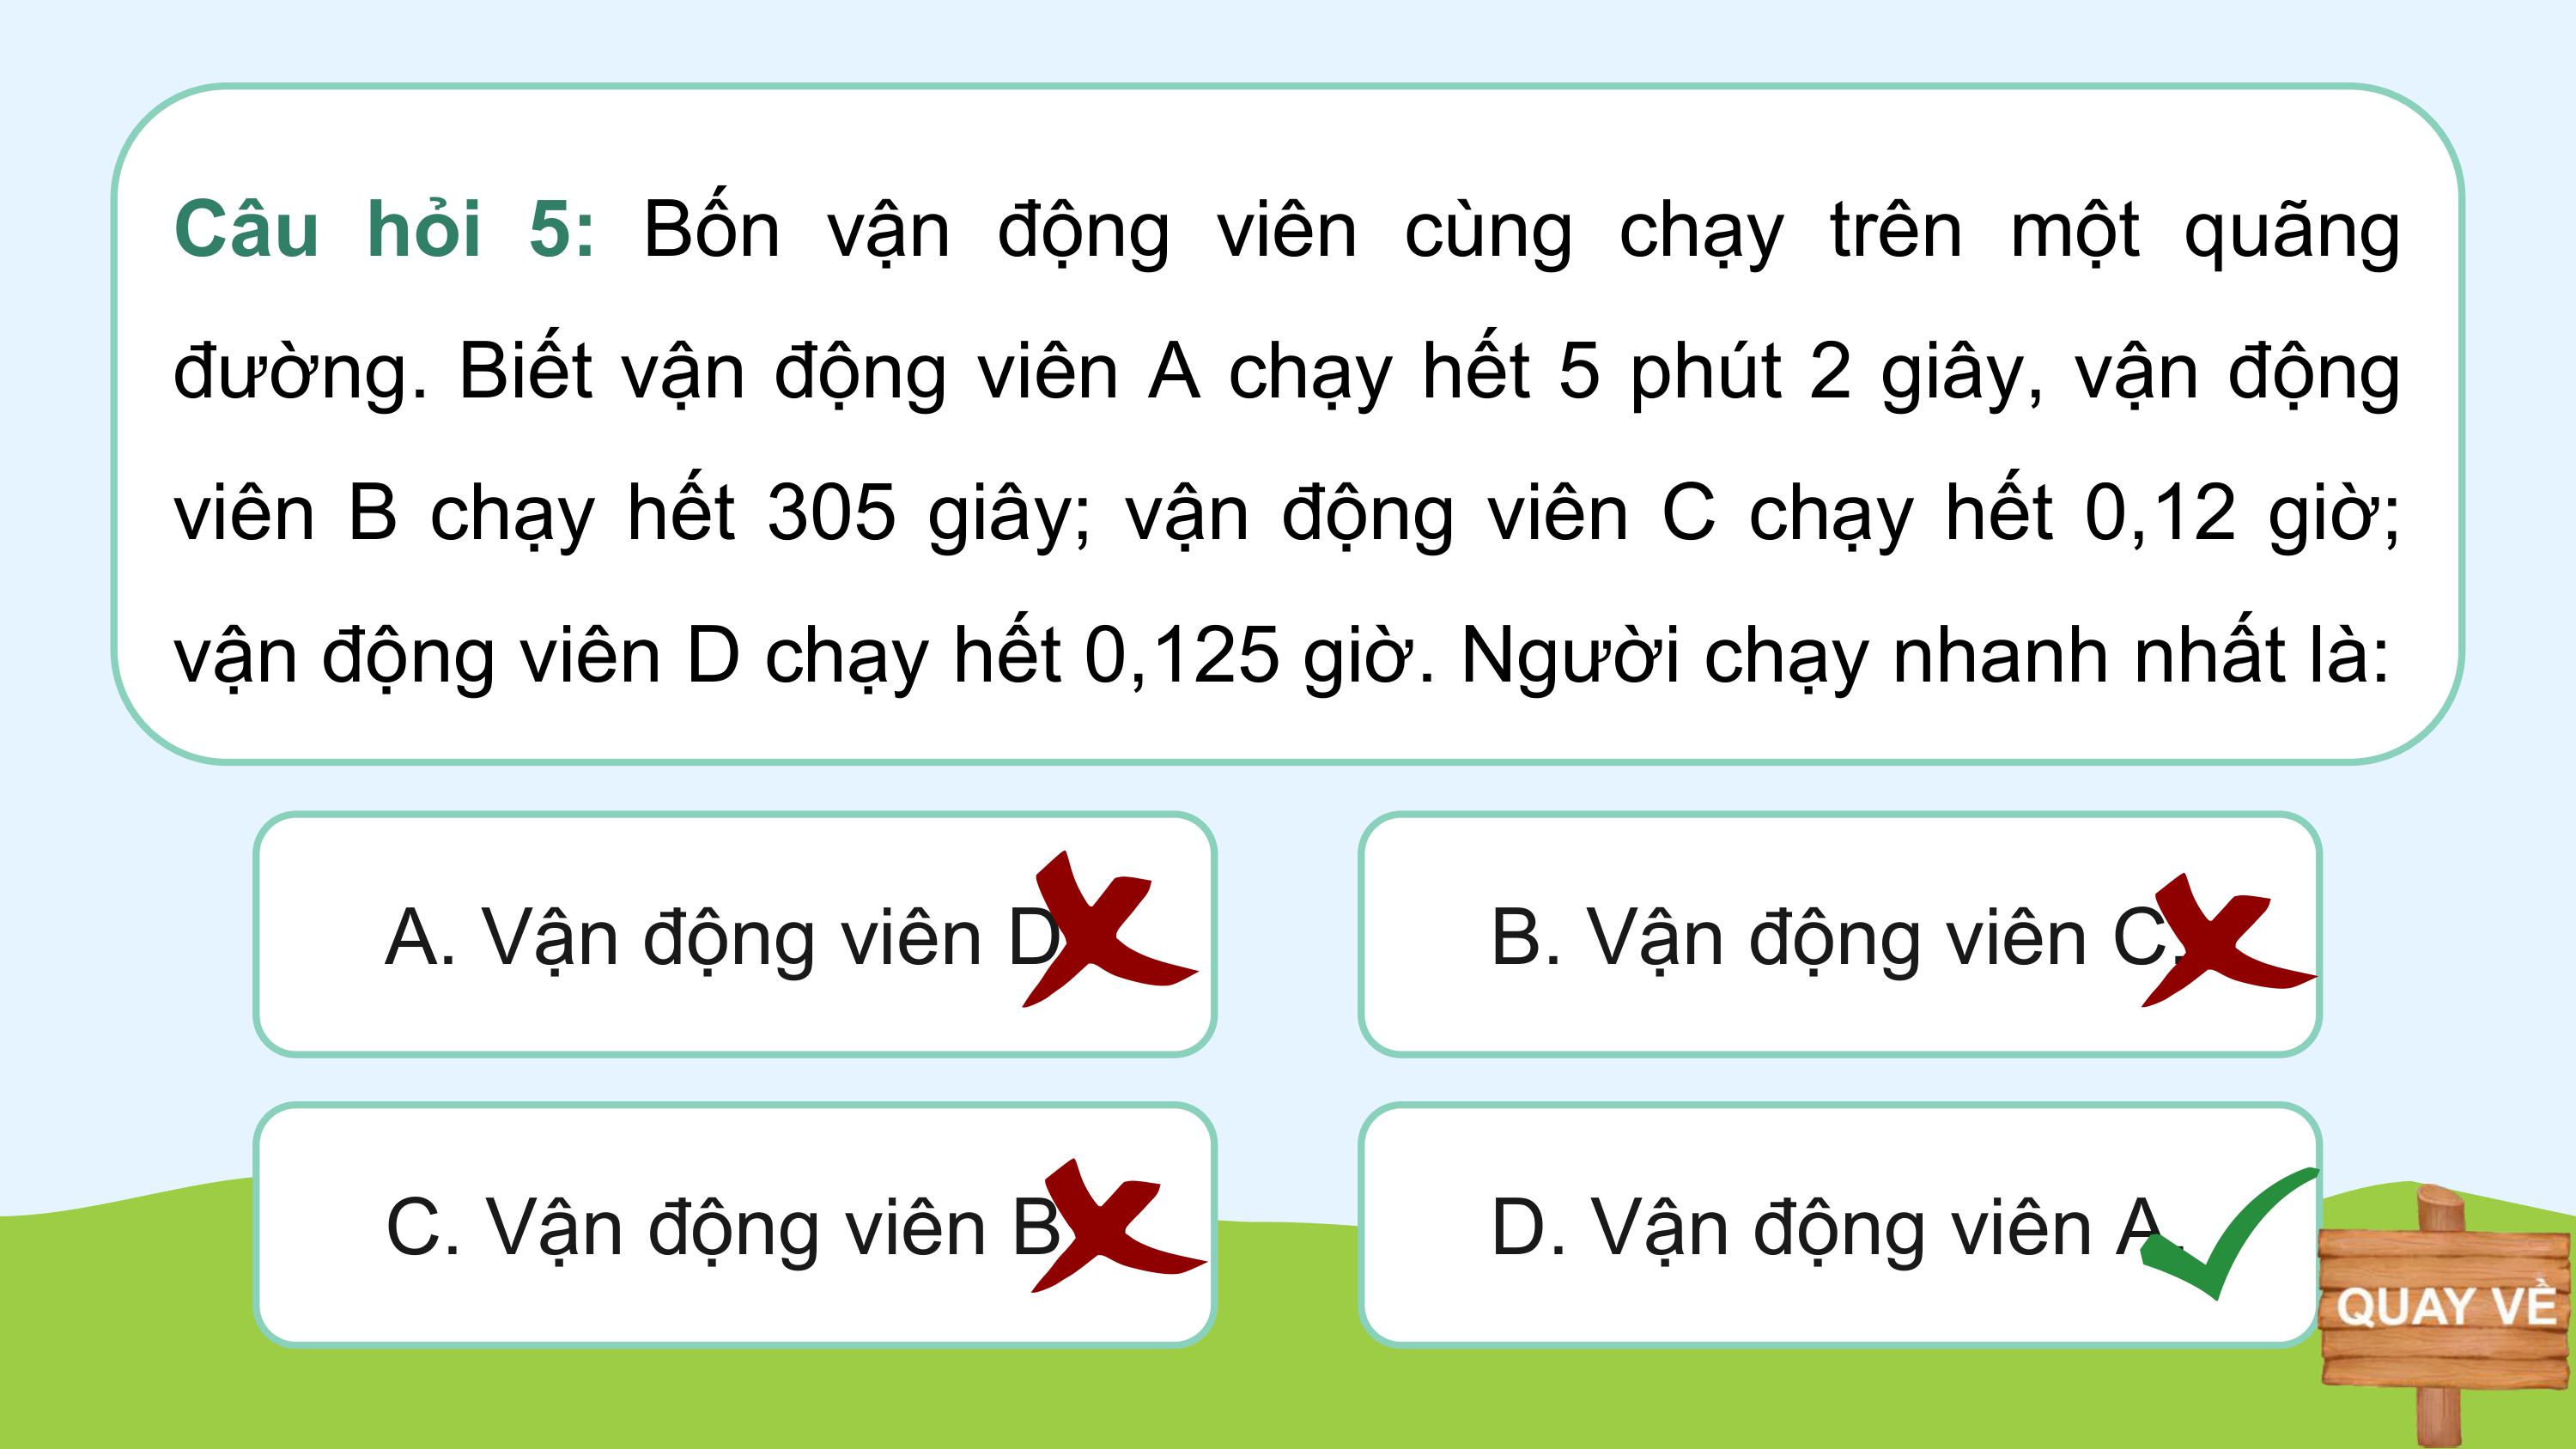 Câu hỏi 5: Bốn vận động viên cùng chạy trên một quãng
đường. Biết vận động viên A chạy hết 5 phút 2 giây, vận động
viên B chạy hết 305 giây; vận động viên C chạy hết 0,12 giờ;
vận động viên D chạy hết 0,125 giờ. Người chạy nhanh nhất là:
A. Vận động viên D
B. Vận động viên C.
C. Vận động viên B
D. Vận động viên A.
QUAY VỀ